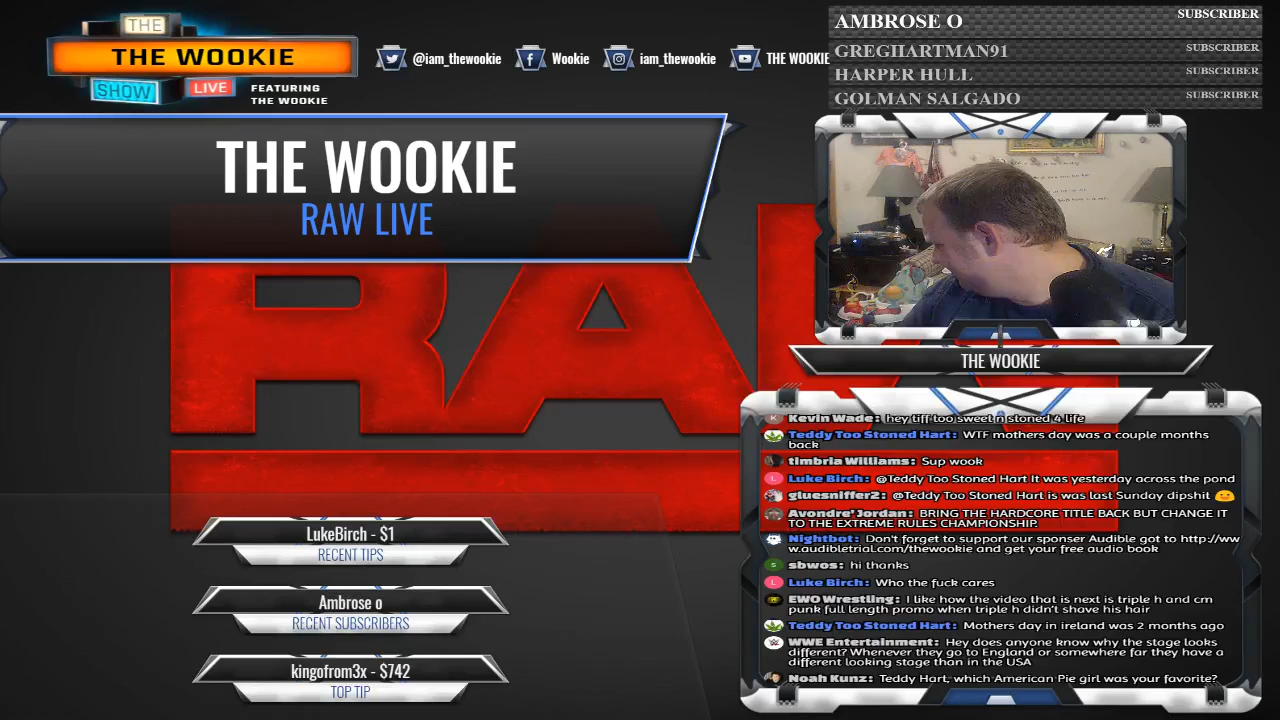 THE
THE WOOKIE
SHOW
LIVE
FEATURING
THE WOOKIE
@iam_thewookie
Wookie
iam_thewookie
THE WOOKIE
AMBROSE O
SUBSCRIBER
GREGHARTMAN91
SUBSCRIBER
HARPER HULL
SUBSCRIBER
GOLMAN SALGADO
SUBSCRIBER
THE WOOKIE
RAW LIVE
RAW
THE WOOKIE
Kevin Wade: hey tiff too sweet n stoned 4 life
Teddy Too Stoned Hart: WTF mothers day was a couple months
back
timbria Williams: Sup wook
Luke Birch: @Teddy Too Stoned Hart It was yesterday across the pond
gluesniffer2: @Teddy Too Stoned Hart is was last Sunday dipshit
Avondre' Jordan: BRING THE HARDCORE TITLE BACK BUT CHANGE IT
TO THE EXTREME RULES CHAMPIONSHIP.
Nightbot: Don't forget to support our sponser Audible got to http://ww
w.audibletrial.com/thewookie and get your free audio book
sbwos: hi thanks
Luke Birch: Who the fuck cares
EWO Wrestling: I like how the video that is next is triple h and cm
punk full length promo when triple h didn't shave his hair
Teddy Too Stoned Hart: Mothers day in ireland was 2 months ago
WWE Entertainment: Hey does anyone know why the stage looks
different? Whenever they go to England or somewhere far they have a
different looking stage than in the USA
Noah Kunz: Teddy Hart, which American Pie girl was your favorite?
LukeBirch - $1
RECENT TIPS
Ambrose o
RECENT SUBSCRIBERS
kingofrom3x - $742
TOP TIP